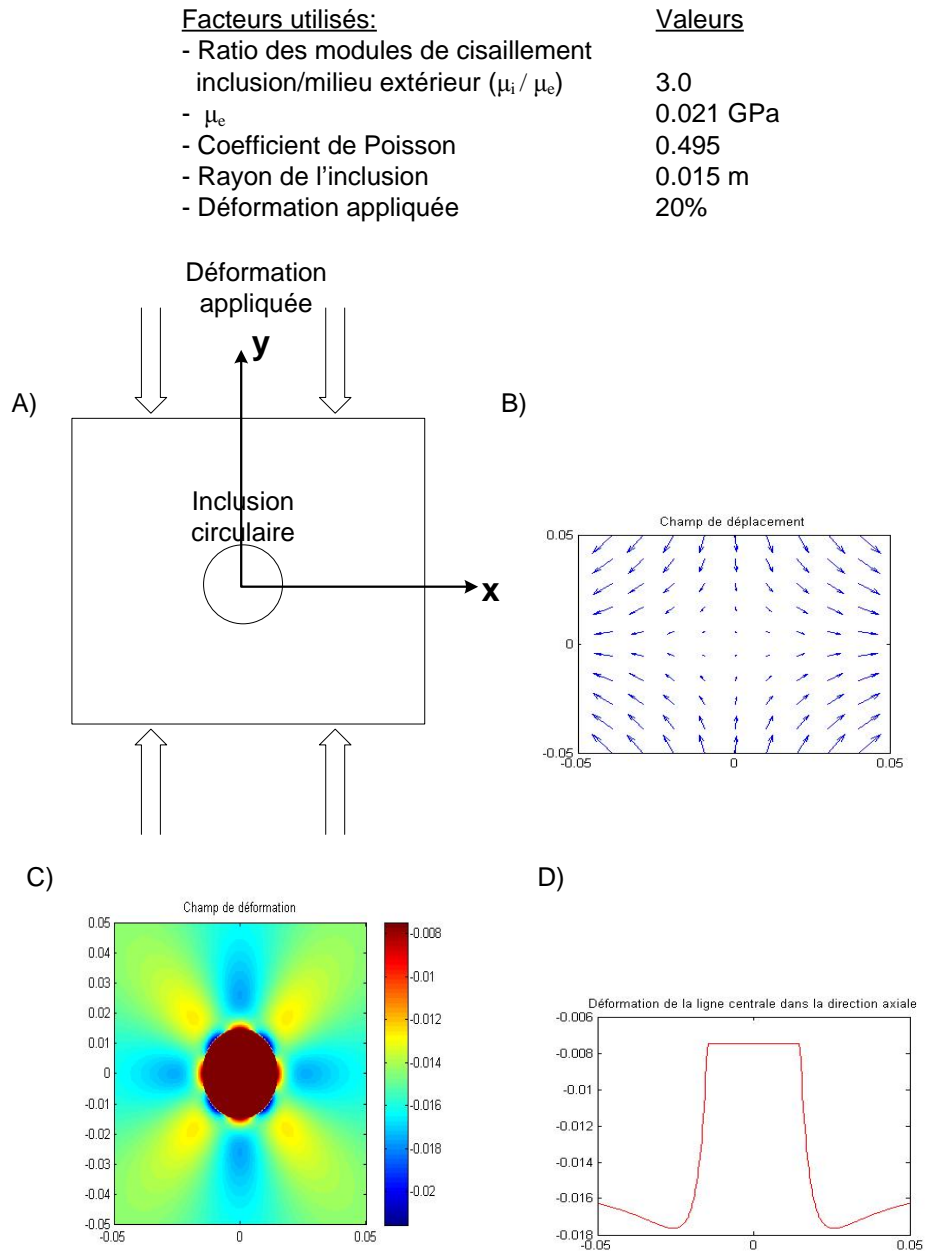 Facteurs utilisés: Valeurs
- Ratio des modules de cisaillement
inclusion/milieu extérieur (μi / μe) 3.0
- μe 0.021 GPa
- Coefficient de Poisson 0.495
- Rayon de l'inclusion 0.015 m
- Déformation appliquée 20%
Déformation
appliquée
y
A)
B)
Inclusion
circulaire
x
Champ de déplacement
0.05
0
-0.05
-0.05 0 0.05
C)
D)
Champ de déformation
0.05
0.04
0.03
0.02
0.01
0
-0.01
-0.02
-0.03
-0.04
-0.05
-0.05 0 0.05
-0.008
-0.01
-0.012
-0.014
-0.016
-0.018
-0.02
Déformation de la ligne centrale dans la direction axiale
-0.006
-0.008
-0.01
-0.012
-0.014
-0.016
-0.018
-0.05 0 0.05